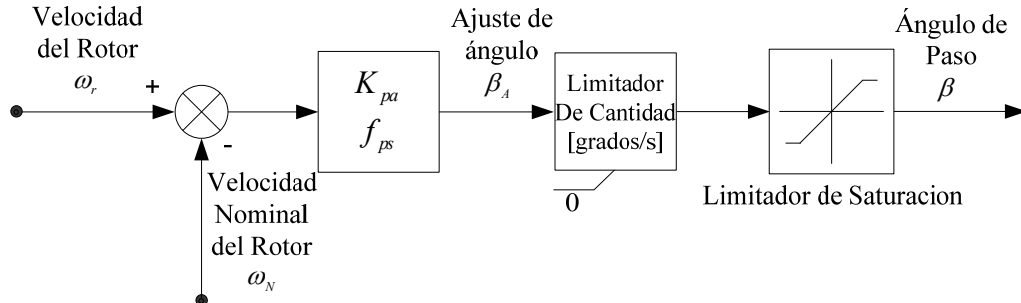 Velocidad
del Rotor
ω_r
+
-
Velocidad
Nominal
del Rotor
ω_N
K_pa
f_ps
Ajuste de
ángulo
β_A
Limitador
De Cantidad
[grados/s]
0
Limitador de Saturacion
Ángulo de
Paso
β